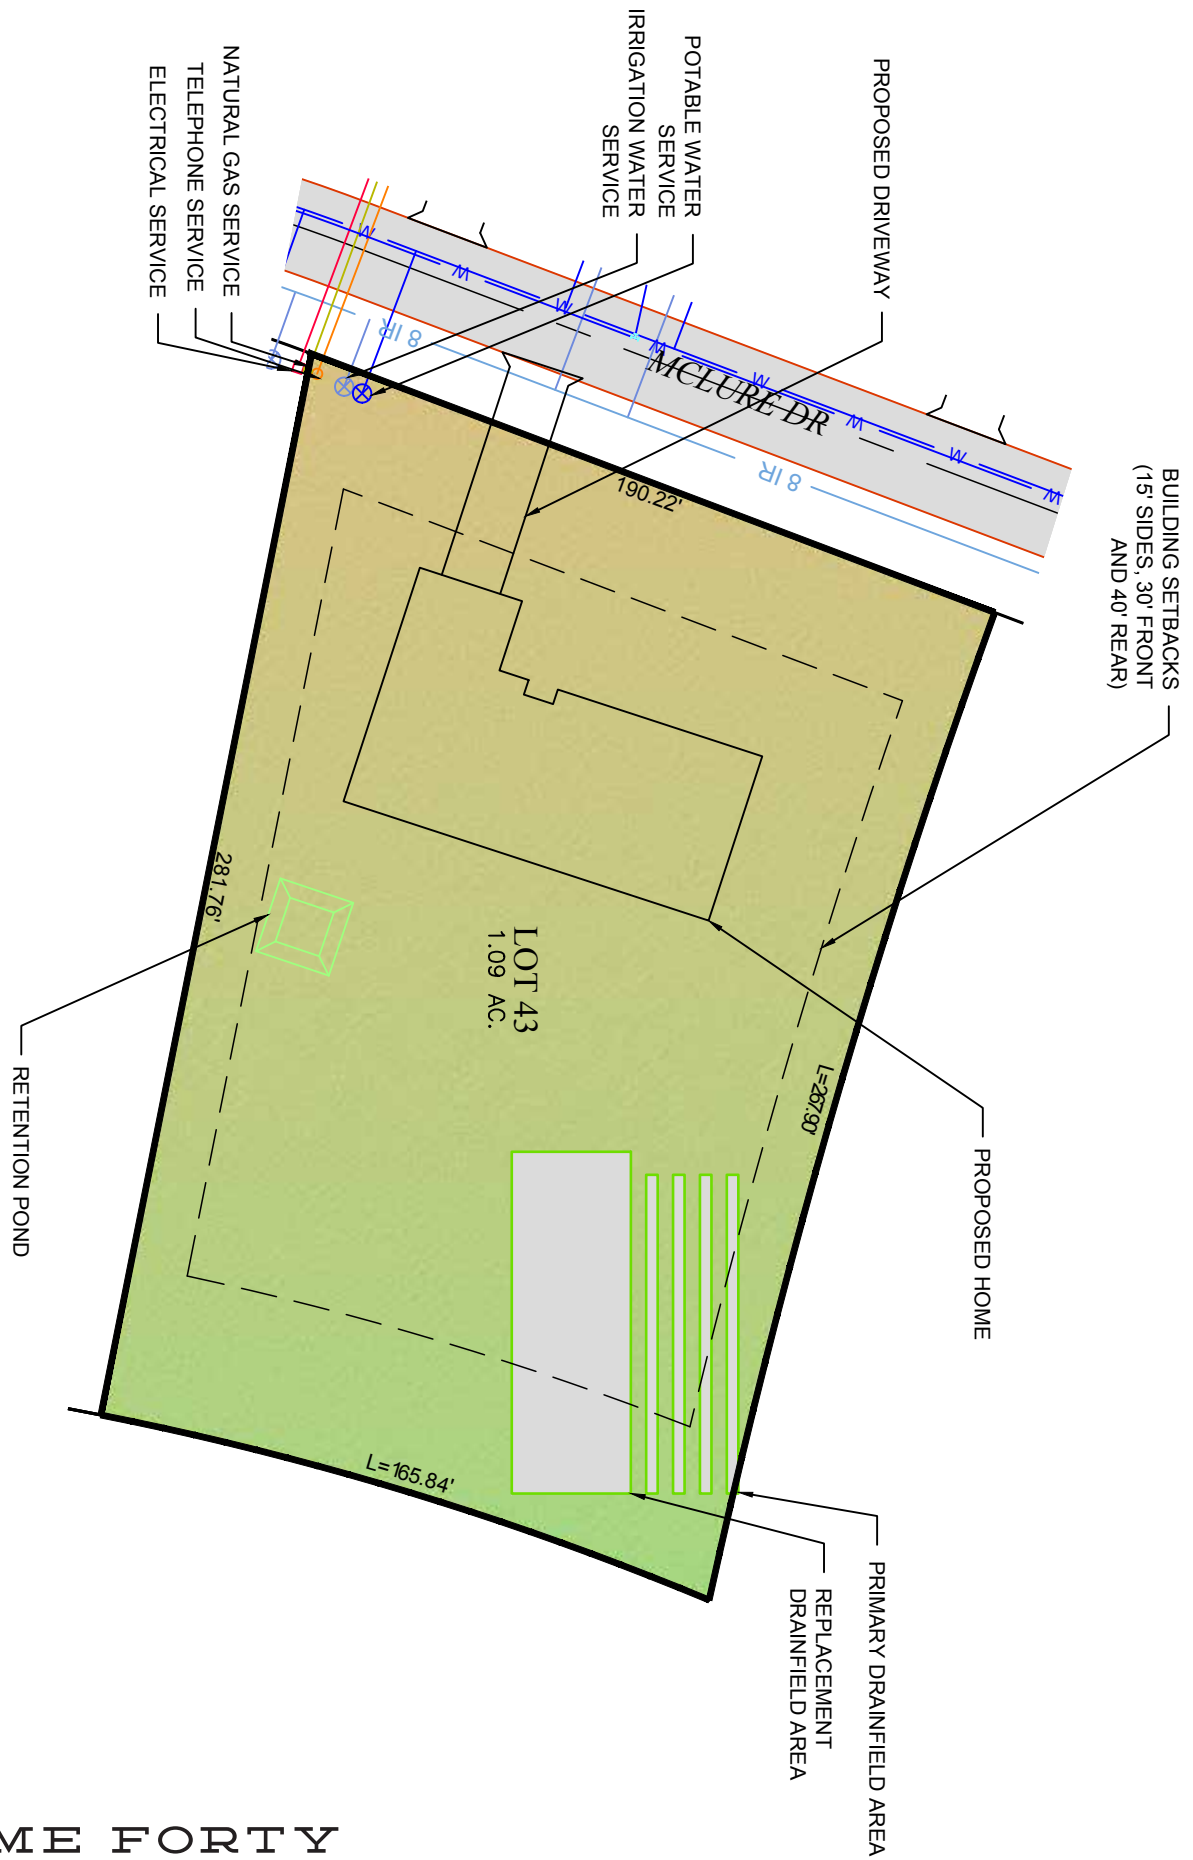 BUILDING SETBACKS
(15' SIDES, 30' FRONT
AND 40' REAR)
PROPOSED DRIVEWAY
POTABLE WATER
SERVICE
IRRIGATION WATER
SERVICE
NATURAL GAS SERVICE
TELEPHONE SERVICE
ELECTRICAL SERVICE
W
W
W
W
W
W
W
W
8 IR
8 IR
MCLURE DR
190.22'
281.76'
L=267.90'
L=165.84'
LOT 43
1.09 AC.
PROPOSED HOME
RETENTION POND
PRIMARY DRAINFIELD AREA
REPLACEMENT
DRAINFIELD AREA
ME FORTY